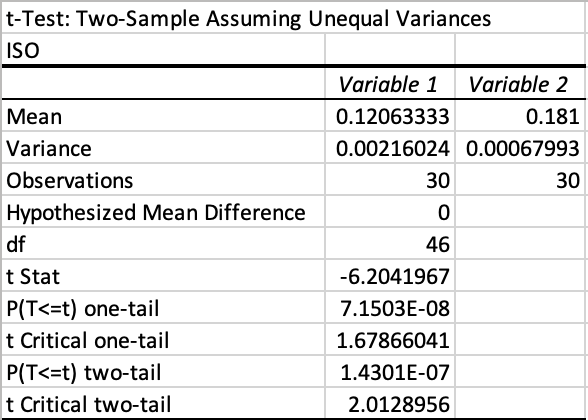 t-Test: Two-Sample Assuming Unequal Variances
ISO
Variable 1 Variable 2
Mean 0.12063333 0.181
Variance 0.00216024 0.00067993
Observations 30 30
Hypothesized Mean Difference 0
df 46
t Stat -6.2041967
P(T<=t) one-tail 7.1503E-08
t Critical one-tail 1.67866041
P(T<=t) two-tail 1.4301E-07
t Critical two-tail 2.0128956